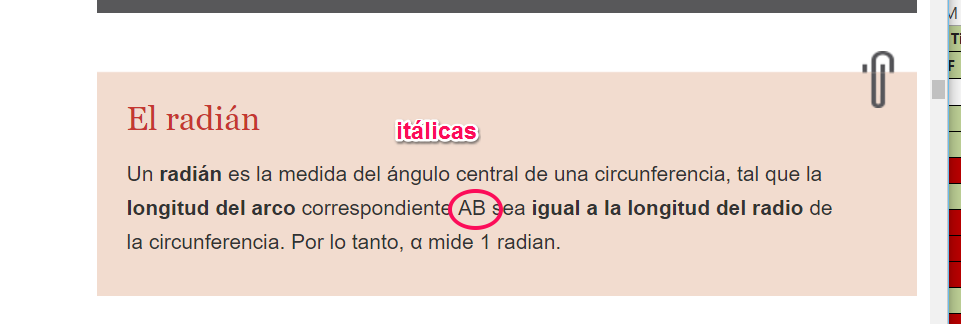 El radián
itálicas
Un radián es la medida del ángulo central de una circunferencia, tal que la
longitud del arco correspondiente AB sea igual a la longitud del radio de
la circunferencia. Por lo tanto, α mide 1 radian.
M
Ti
F